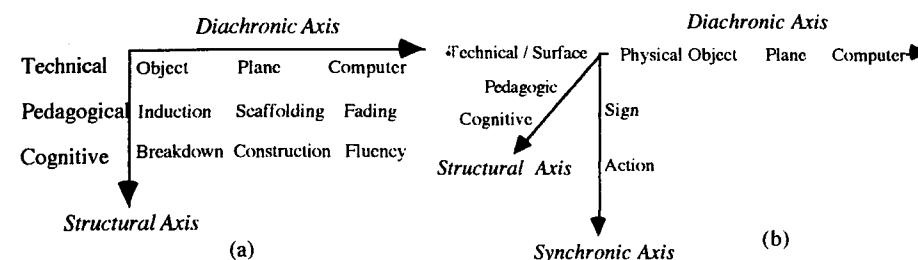 Diachronic Axis
Technical Object Plane Computer
Pedagogical Induction Scaffolding Fading
Cognitive Breakdown Construction Fluency
Structural Axis
(a)
Diachronic Axis
Technical / Surface Physical Object Plane Computer
Pedagogic
Cognitive
Structural Axis
Sign
Action
Synchronic Axis
(b)